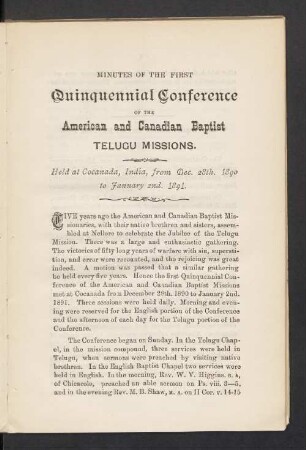 MINUTES OF THE FIRST
Quinquennial Conference
OF THE
American and Canadian Baptist
TELUGU MISSIONS.
Held at Cocanada, India, from Dec. 28th. 1890
to January 2nd. 1891.
FIVE years ago the American and Canadian Baptist Mis-
sionaries, with their native brethren and sisters, assem-
bled at Nellore to celebrate the Jubilee of the Telugu
Mission. There was a large and enthusiastic gathering.
The victories of fifty long years of warfare with sin, supersti-
tion, and error were recounted, and the rejoicing was great
indeed. A motion was passed that a similar gathering
be held every five years. Hence the first Quinquennial Con-
ference of the American and Canadian Baptist Missions
met at Cocanada from December 28th. 1890 to January 2nd.
1891. Three sessions were held daily. Morning and even-
ing were reserved for the English portion of the Conference
and the afternoon of each day for the Telugu portion of the
Conference.
The Conference began on Sunday. In the Telugu Chap-
el, in the mission compound, three services were held in
Telugu, when sermons were preached by visiting native
brethren. In the English Baptist Chapel two services were
held in English. In the morning, Rev. W. V. Higgins. B. A,
of Chicacole, preached an able sermon on Ps. viii. 3—5,
and in the evening Rev. M. B. Shaw, M. A. on II Cor. v. 14-15